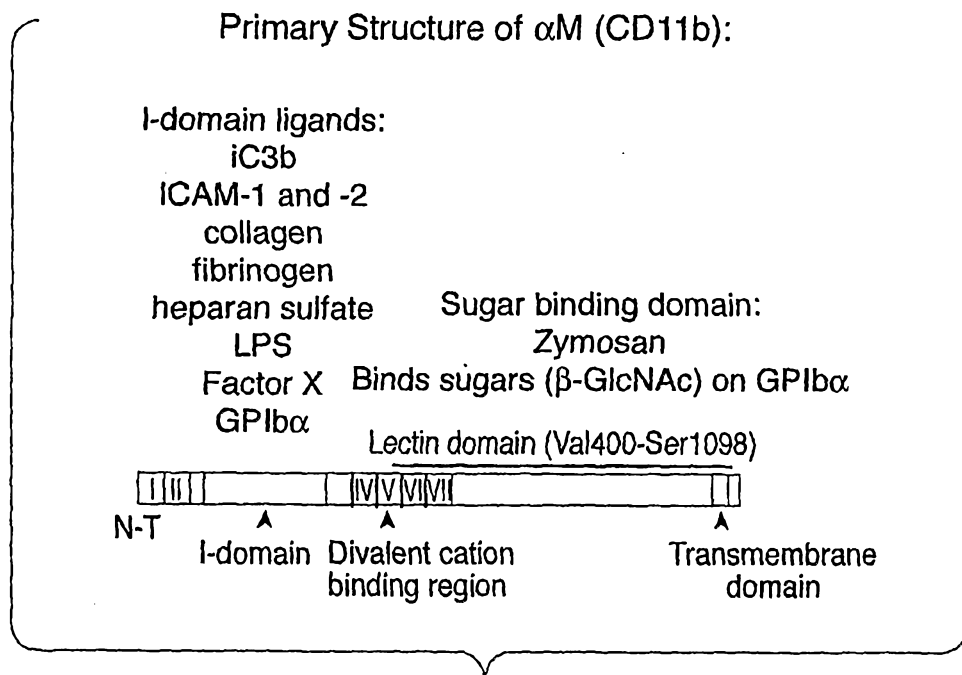 Primary Structure of αM (CD11b):
I-domain ligands:
iC3b
ICAM-1 and -2
collagen
fibrinogen
heparan sulfate
LPS
Factor X
GPIbα
Sugar binding domain:
Zymosan
Binds sugars (β-GlcNAc) on GPIbα
Lectin domain (Val400-Ser1098)
I II IV V VI VII
N-T
I-domain
Divalent cation
binding region
Transmembrane
domain